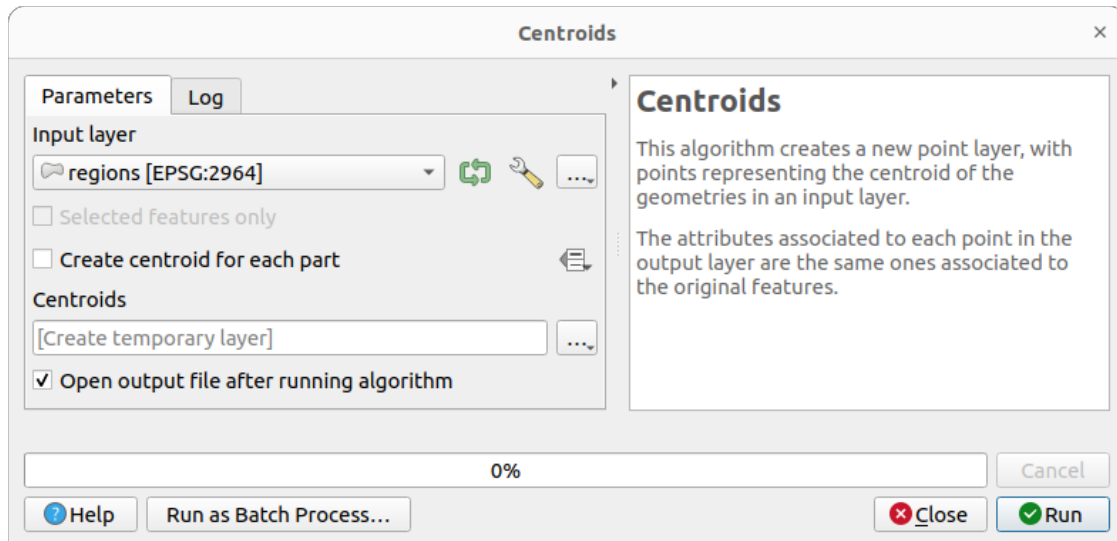 Centroids
Parameters
Log
Input layer
regions [EPSG:2964]
...
Selected features only
Create centroid for each part
Centroids
[Create temporary layer]
...
Open output file after running algorithm
Centroids
This algorithm creates a new point layer, with
points representing the centroid of the
geometries in an input layer.
The attributes associated to each point in the
output layer are the same ones associated to
the original features.
0%
Cancel
Help
Run as Batch Process...
Close
Run